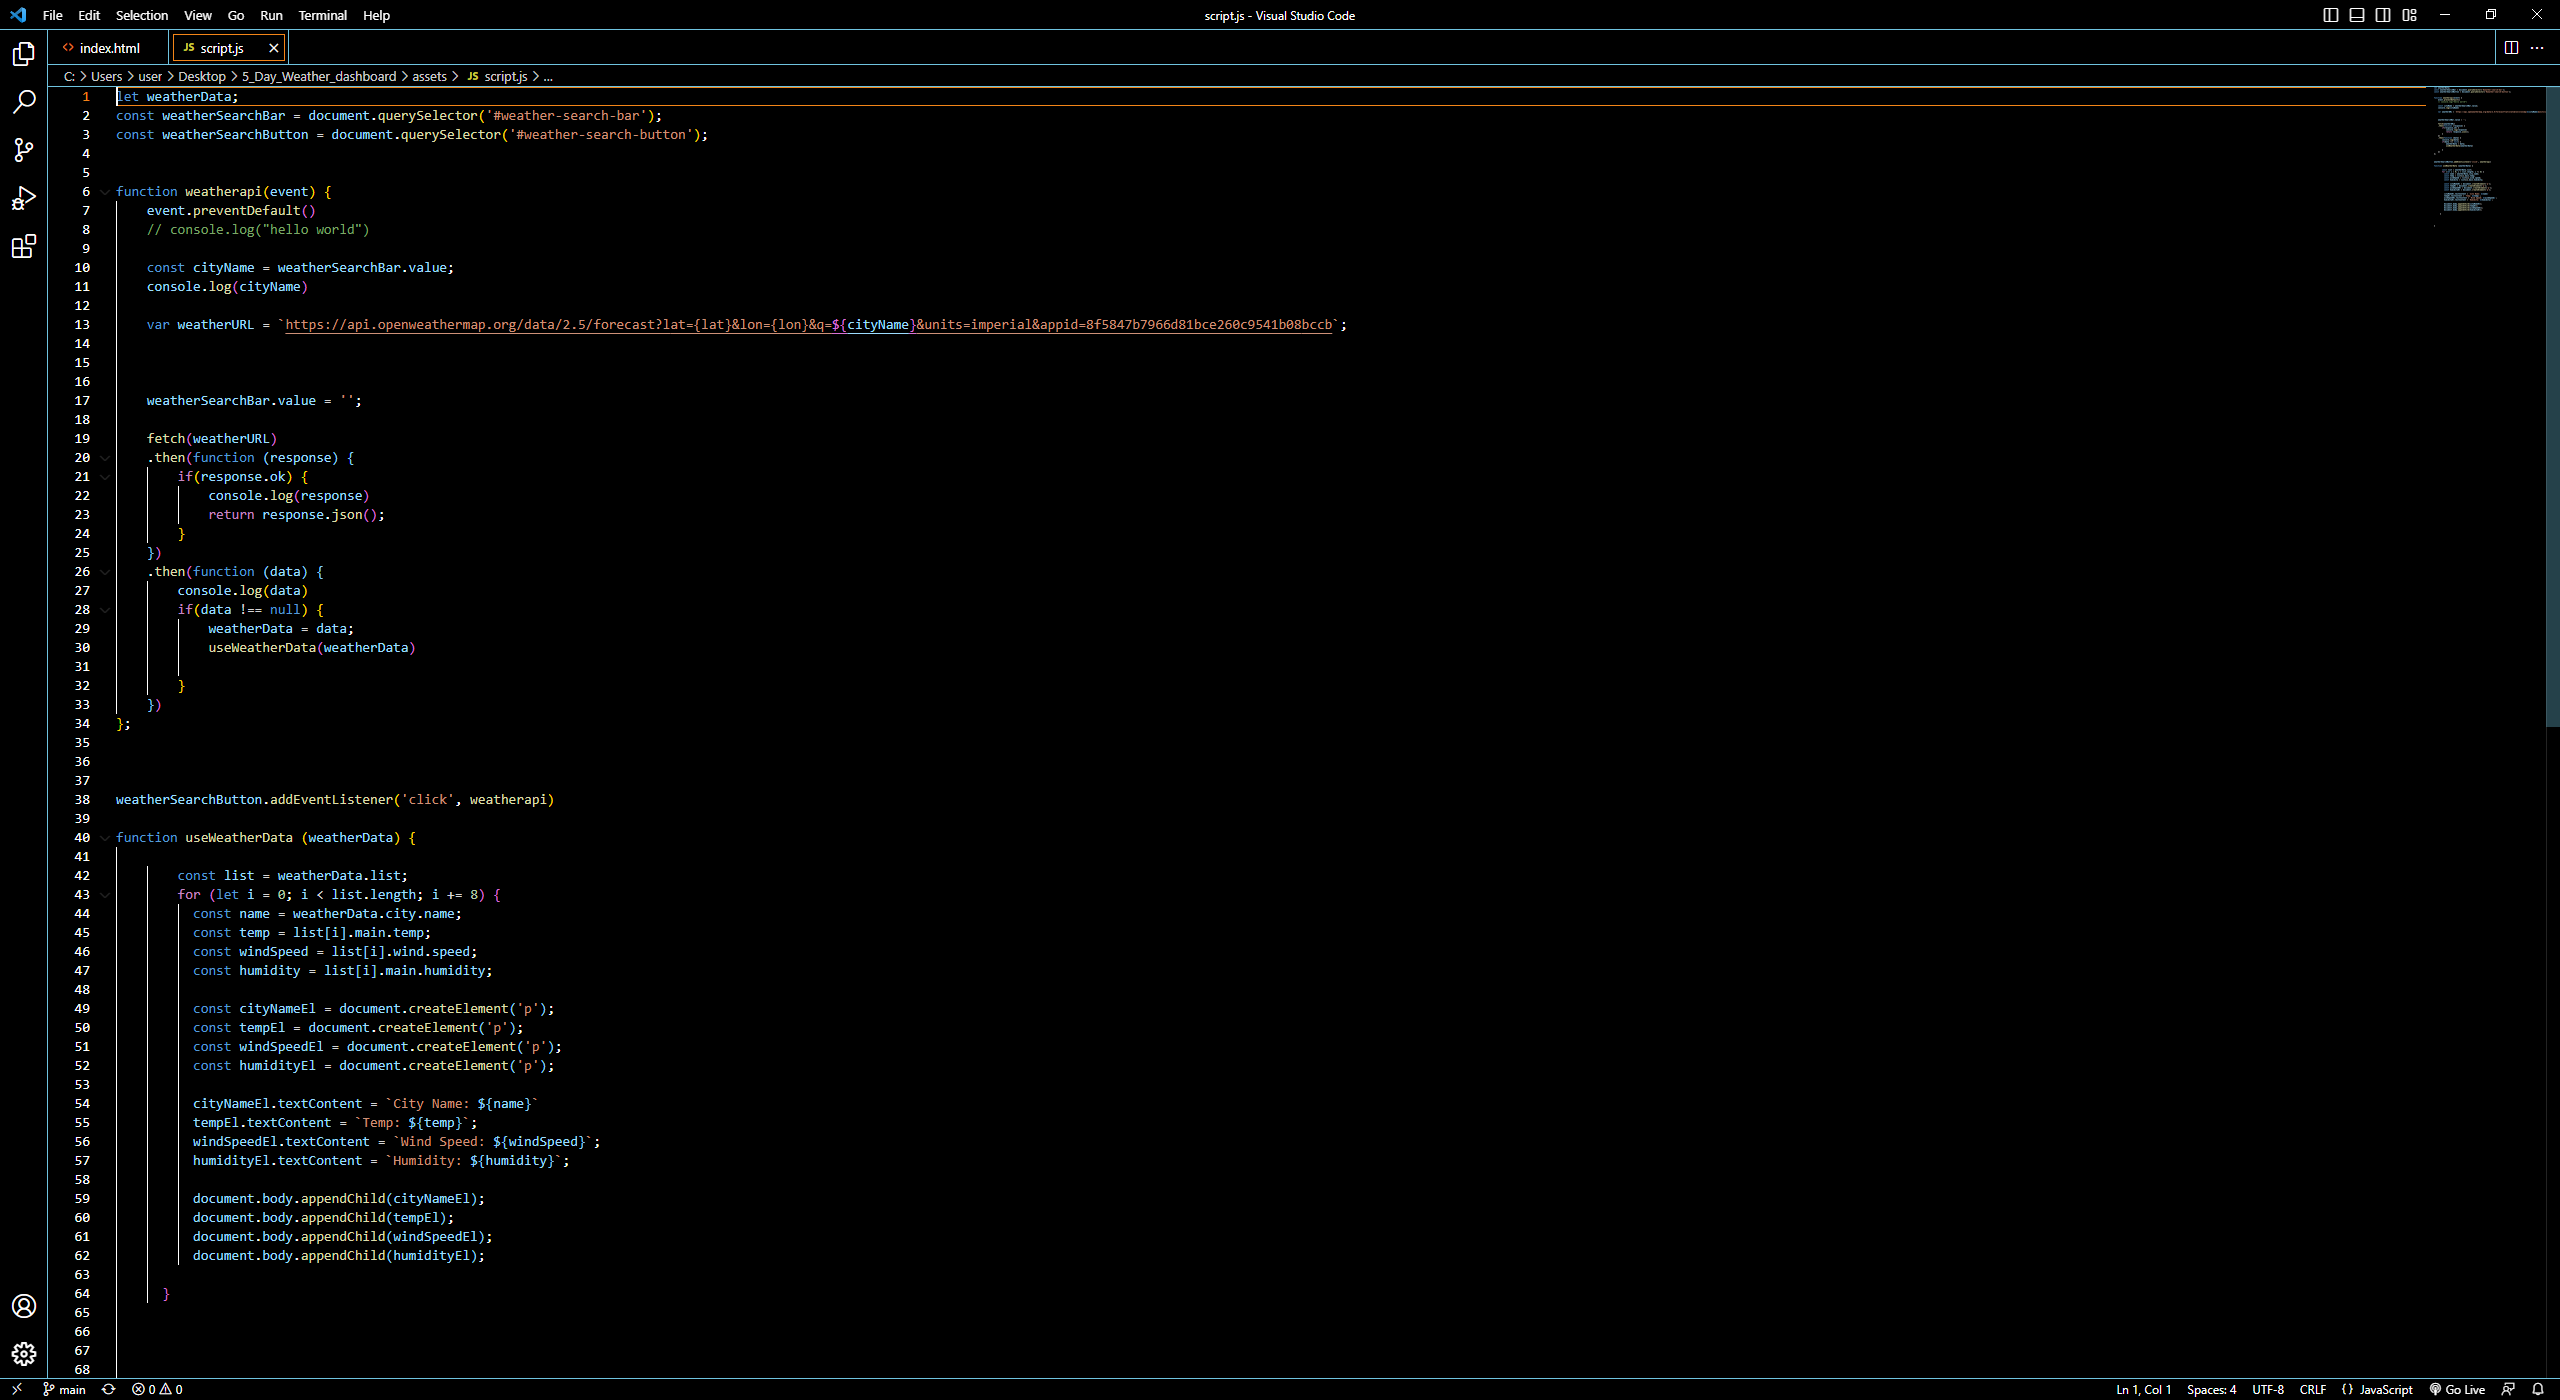 File Edit Selection View Go Run Terminal Help
script.js - Visual Studio Code
index.html
JS script.js
C: > Users > user > Desktop > 5_Day_Weather_dashboard > assets > JS script.js > ...
1 let weatherData;
2 const weatherSearchBar = document.querySelector('#weather-search-bar');
3 const weatherSearchButton = document.querySelector('#weather-search-button');
4
5
6 function weatherapi(event) {
7     event.preventDefault()
8     // console.log("hello world")
9
10     const cityName = weatherSearchBar.value;
11     console.log(cityName)
12
13     var weatherURL = `https://api.openweathermap.org/data/2.5/forecast?lat={lat}&lon={lon}&q=${cityName}&units=imperial&appid=8f5847b7966d81bce260c9541b08bccb`;
14
15
16
17     weatherSearchBar.value = '';
18
19     fetch(weatherURL)
20     .then(function (response) {
21         if(response.ok) {
22             console.log(response)
23             return response.json();
24         }
25     })
26     .then(function (data) {
27         console.log(data)
28         if(data !== null) {
29             weatherData = data;
30             useWeatherData(weatherData)
31
32         }
33     })
34 };
35
36
37
38 weatherSearchButton.addEventListener('click', weatherapi)
39
40 function useWeatherData (weatherData) {
41
42         const list = weatherData.list;
43         for (let i = 0; i < list.length; i += 8) {
44           const name = weatherData.city.name;
45           const temp = list[i].main.temp;
46           const windSpeed = list[i].wind.speed;
47           const humidity = list[i].main.humidity;
48
49           const cityNameEl = document.createElement('p');
50           const tempEl = document.createElement('p');
51           const windSpeedEl = document.createElement('p');
52           const humidityEl = document.createElement('p');
53
54           cityNameEl.textContent = `City Name: ${name}`
55           tempEl.textContent = `Temp: ${temp}`;
56           windSpeedEl.textContent = `Wind Speed: ${windSpeed}`;
57           humidityEl.textContent = `Humidity: ${humidity}`;
58
59           document.body.appendChild(cityNameEl);
60           document.body.appendChild(tempEl);
61           document.body.appendChild(windSpeedEl);
62           document.body.appendChild(humidityEl);
63
64       }
65
66
67
68
main 0 0 Ln 1, Col 1 Spaces: 4 UTF-8 CRLF {} JavaScript Go Live